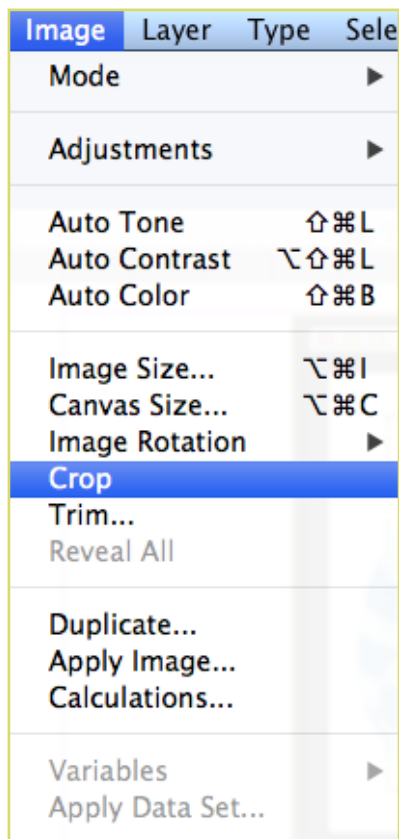 Image Layer Type Sele
Mode ▶
Adjustments ▶
Auto Tone ⇧⌘L
Auto Contrast ⌥⇧⌘L
Auto Color ⇧⌘B
Image Size... ⌥⌘I
Canvas Size... ⌥⌘C
Image Rotation ▶
Crop
Trim...
Reveal All
Duplicate...
Apply Image...
Calculations...
Variables ▶
Apply Data Set...